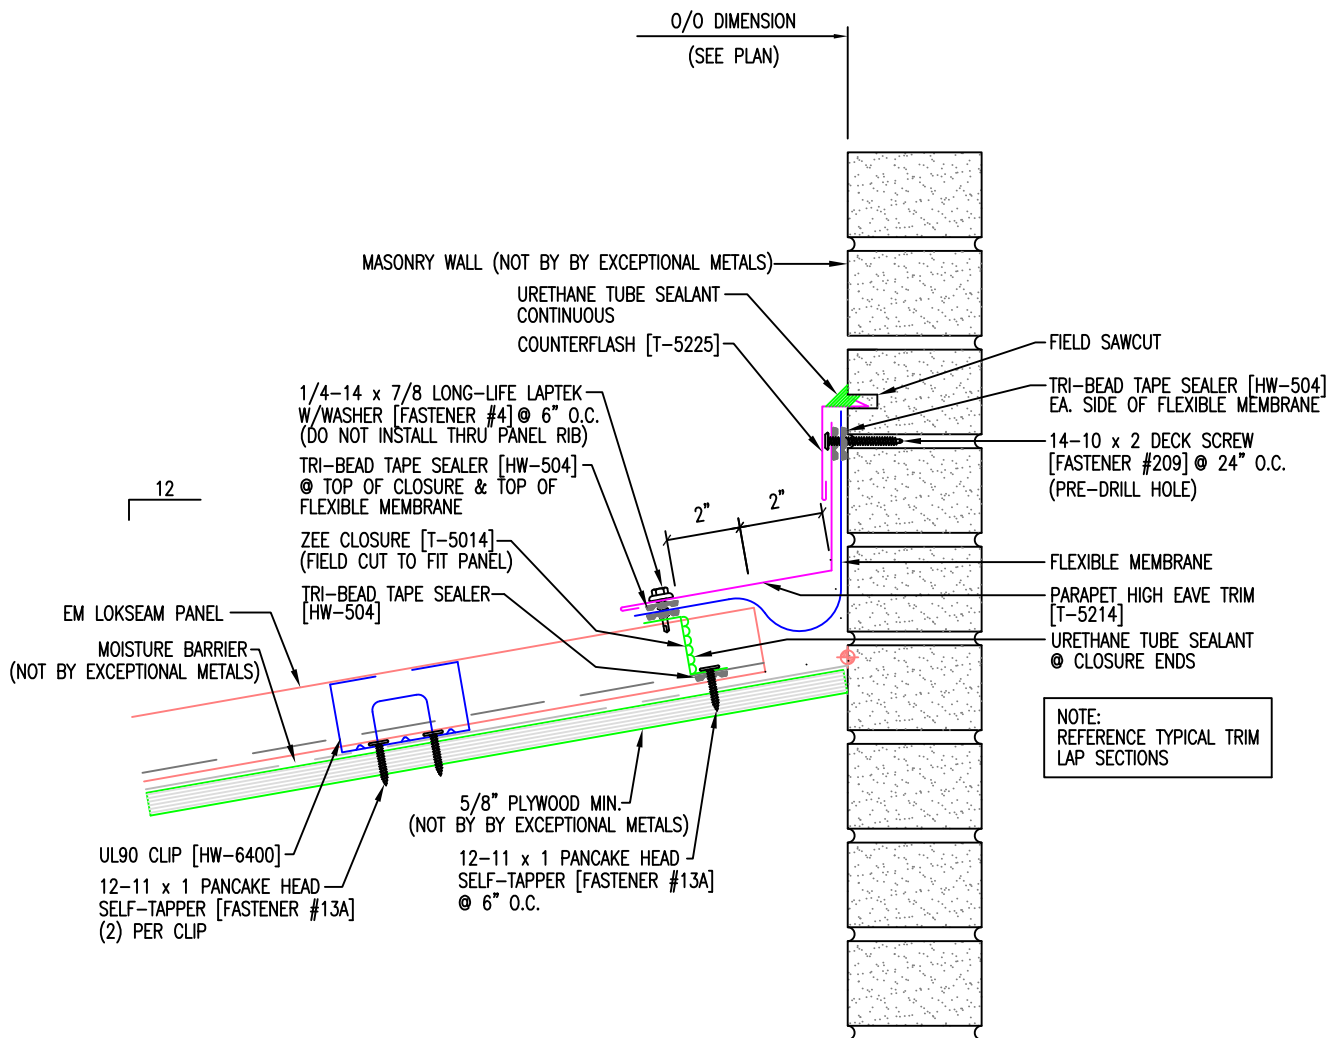 O/O DIMENSION
(SEE PLAN)
MASONRY WALL (NOT BY BY EXCEPTIONAL METALS)
URETHANE TUBE SEALANT
CONTINUOUS
COUNTERFLASH [T-5225]
FIELD SAWCUT
1/4-14 x 7/8 LONG-LIFE LAPTEK
W/WASHER [FASTENER #4] @ 6" O.C.
(DO NOT INSTALL THRU PANEL RIB)
TRI-BEAD TAPE SEALER [HW-504]
EA. SIDE OF FLEXIBLE MEMBRANE
14-10 x 2 DECK SCREW
[FASTENER #209] @ 24" O.C.
(PRE-DRILL HOLE)
TRI-BEAD TAPE SEALER [HW-504]
@ TOP OF CLOSURE & TOP OF
FLEXIBLE MEMBRANE
12
2"
2"
ZEE CLOSURE [T-5014]
(FIELD CUT TO FIT PANEL)
FLEXIBLE MEMBRANE
TRI-BEAD TAPE SEALER
[HW-504]
PARAPET HIGH EAVE TRIM
[T-5214]
EM LOKSEAM PANEL
MOISTURE BARRIER
(NOT BY EXCEPTIONAL METALS)
URETHANE TUBE SEALANT
@ CLOSURE ENDS
NOTE:
REFERENCE TYPICAL TRIM
LAP SECTIONS
5/8" PLYWOOD MIN.
(NOT BY BY EXCEPTIONAL METALS)
UL90 CLIP [HW-6400]
12-11 x 1 PANCAKE HEAD
SELF-TAPPER [FASTENER #13A]
(2) PER CLIP
12-11 x 1 PANCAKE HEAD
SELF-TAPPER [FASTENER #13A]
@ 6" O.C.